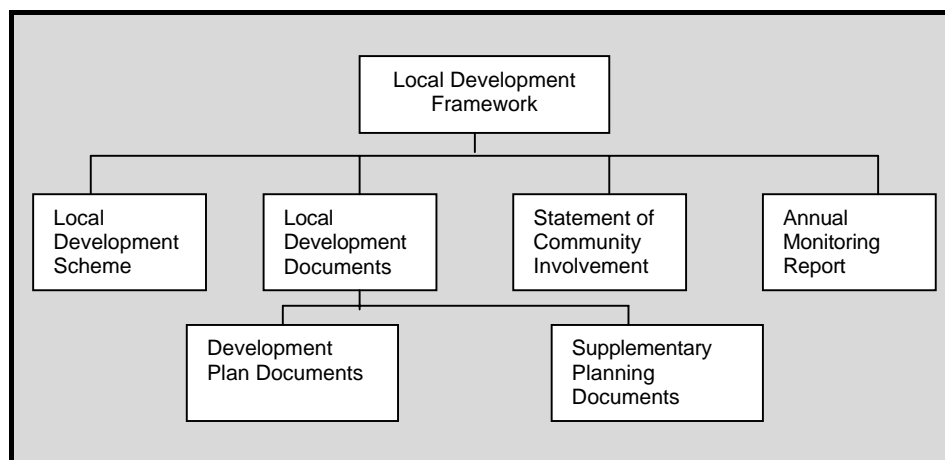 Local Development
Framework
Local
Development
Scheme
Local
Development
Documents
Statement of
Community
Involvement
Annual
Monitoring
Report
Development
Plan Documents
Supplementary
Planning
Documents